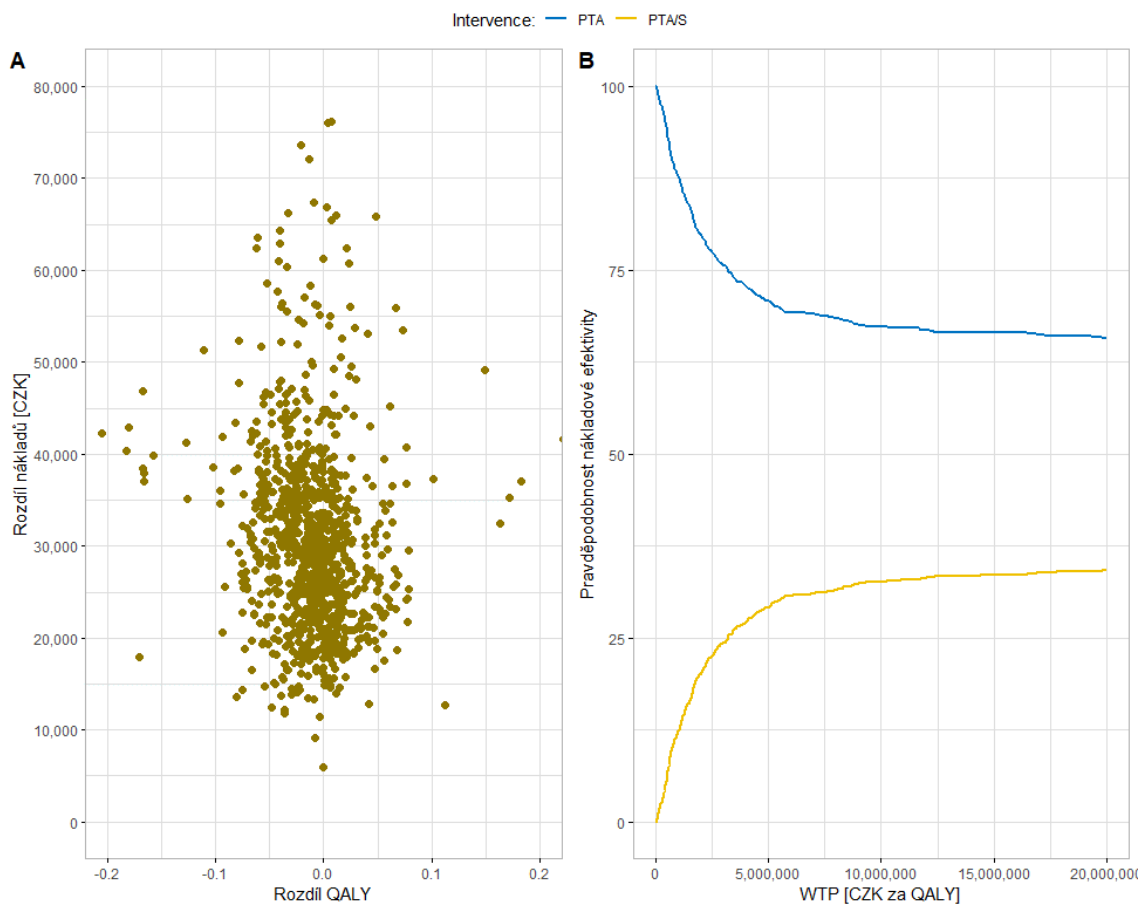 Intervence: PTA PTA/S
A
Rozdíl nákladů [CZK]
80,000
70,000
60,000
50,000
40,000
30,000
20,000
10,000
0
-0.2 -0.1 0.0 0.1 0.2
Rozdíl QALY
B
Pravděpodobnost nákladové efektivity
100
75
50
25
0
0 5,000,000 10,000,000 15,000,000 20,000,000
WTP [CZK za QALY]